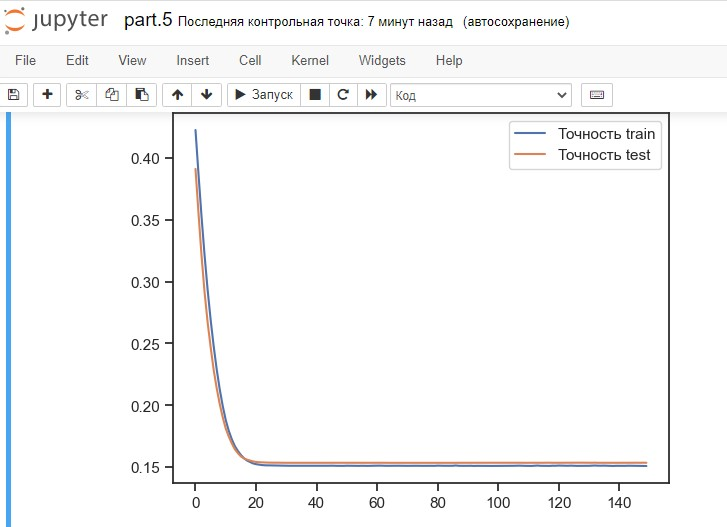 jupyter part.5 Последняя контрольная точка: 7 минут назад (автосохранение)
File Edit View Insert Cell Kernel Widgets Help
Запуск Код
Точность train
Точность test
0.40
0.35
0.30
0.25
0.20
0.15
0 20 40 60 80 100 120 140